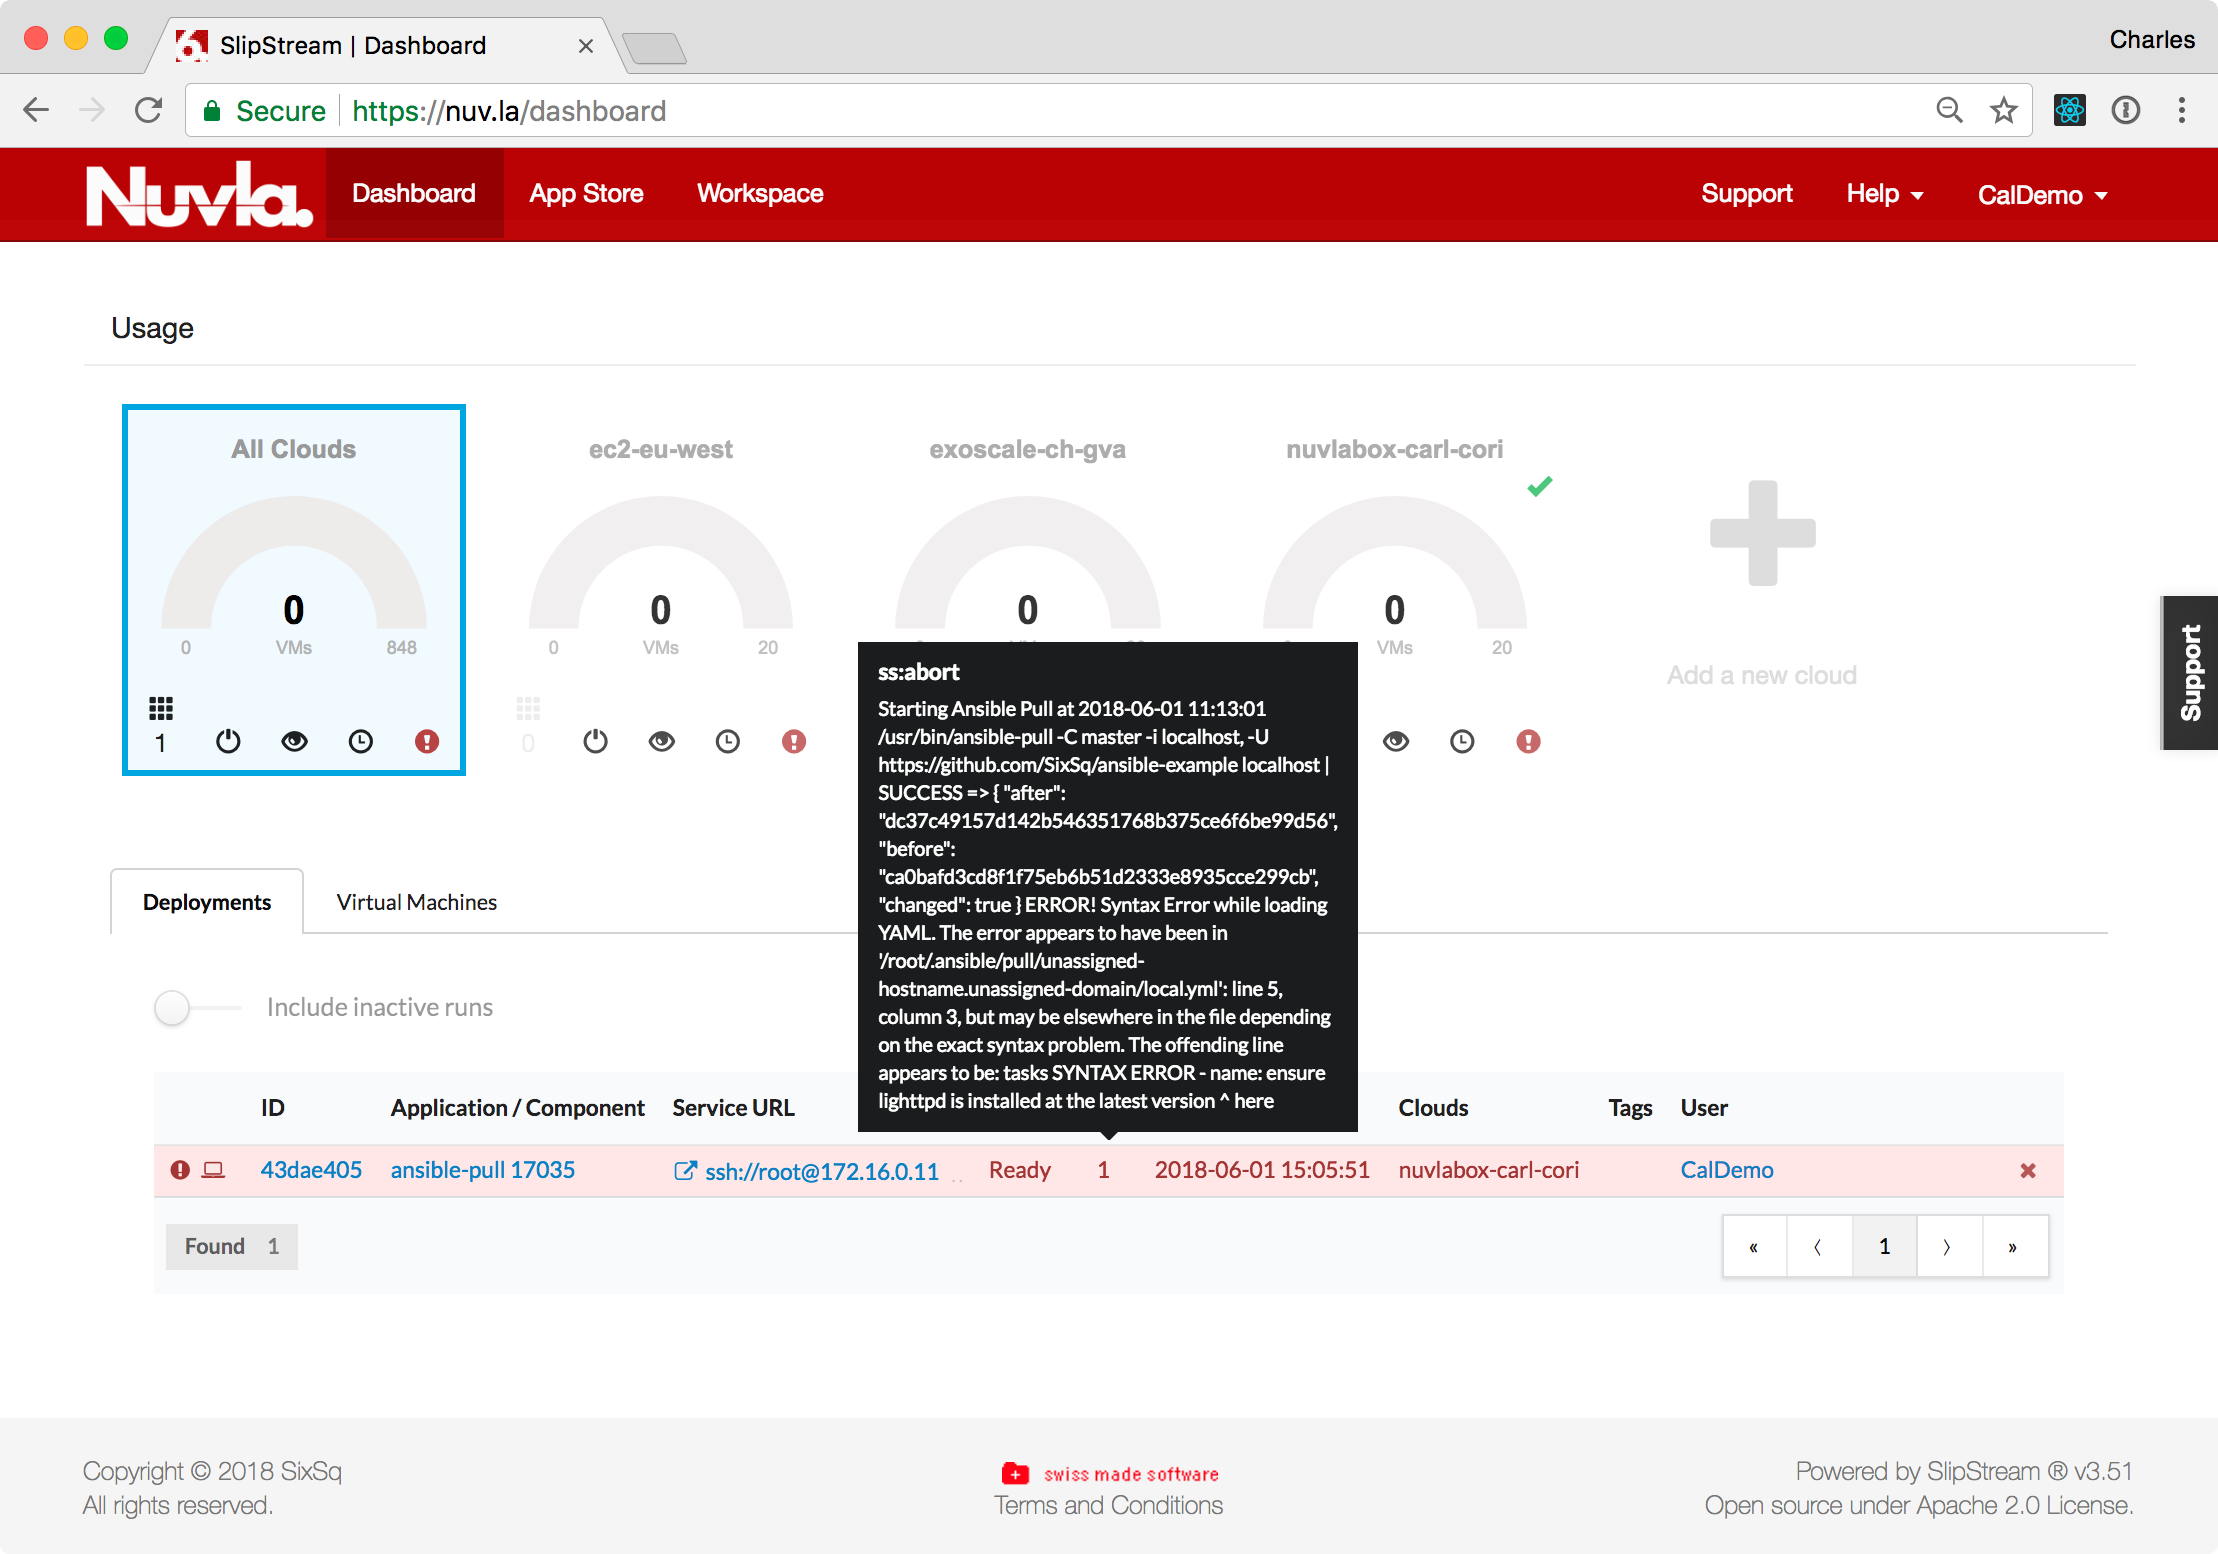 SlipStream | Dashboard
Charles
Secure
https://nuv.la/dashboard
Nuvla.
Dashboard
App Store
Workspace
Support
Help
CalDemo
Usage
All Clouds
ec2-eu-west
exoscale-ch-gva
nuvlabox-carl-cori
0
0
0
0
0 VMs 848
0 VMs 20
VMs 20
Add a new cloud
1
0
Support
ss:abort
Starting Ansible Pull at 2018-06-01 11:13:01
/usr/bin/ansible-pull -C master -i localhost, -U
https://github.com/SixSq/ansible-example localhost |
SUCCESS => { "after":
"dc37c49157d142b546351768b375ce6f6be99d56",
"before":
"ca0bafd3cd8f1f75eb6b51d2333e8935cce299cb",
"changed": true } ERROR! Syntax Error while loading
YAML. The error appears to have been in
'/root/.ansible/pull/unassigned-
hostname.unassigned-domain/local.yml': line 5,
column 3, but may be elsewhere in the file depending
on the exact syntax problem. The offending line
appears to be: tasks SYNTAX ERROR - name: ensure
lighttpd is installed at the latest version ^ here
Deployments
Virtual Machines
Include inactive runs
ID
Application / Component
Service URL
Clouds
Tags
User
43dae405
ansible-pull 17035
ssh://root@172.16.0.11 ..
Ready
1
2018-06-01 15:05:51
nuvlabox-carl-cori
CalDemo
Found 1
« ‹ 1 › »
Copyright © 2018 SixSq
All rights reserved.
swiss made software
Terms and Conditions
Powered by SlipStream ® v3.51
Open source under Apache 2.0 License.